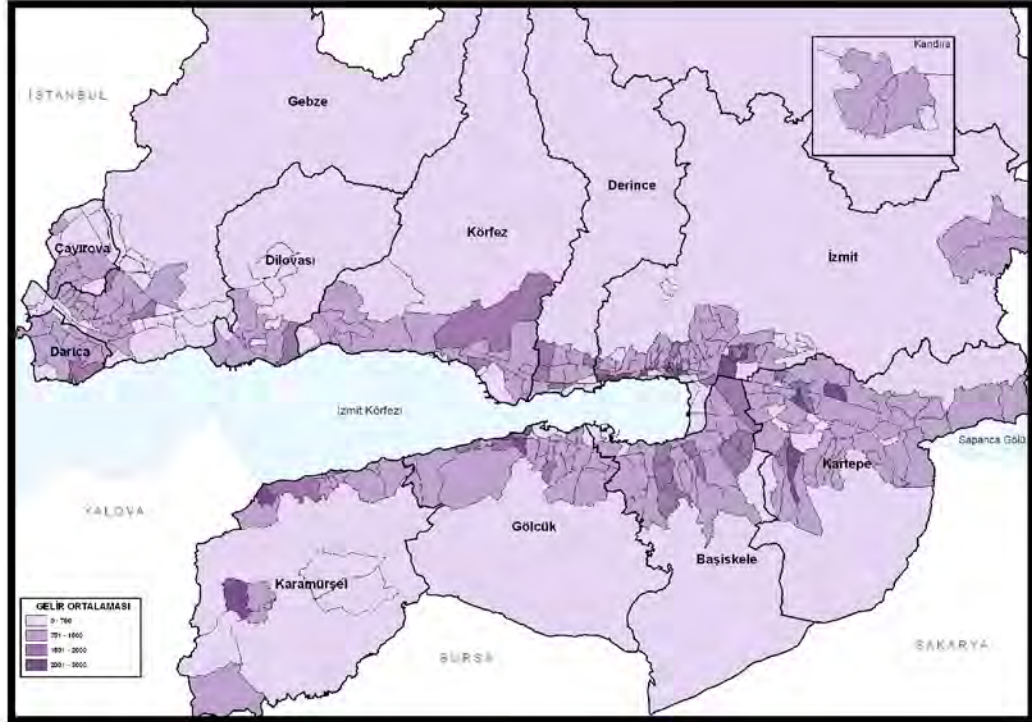 Kandıra
İSTANBUL
Gebze
Derince
Körfez
Çayırova
Dilovası
İzmit
Darıca
İzmit Körfezi
Sapanca Gölü
Kartepe
YALOVA
Gölcük
Başiskele
Karamürsel
GELİR ORTALAMASI
BURSA
SAKARYA